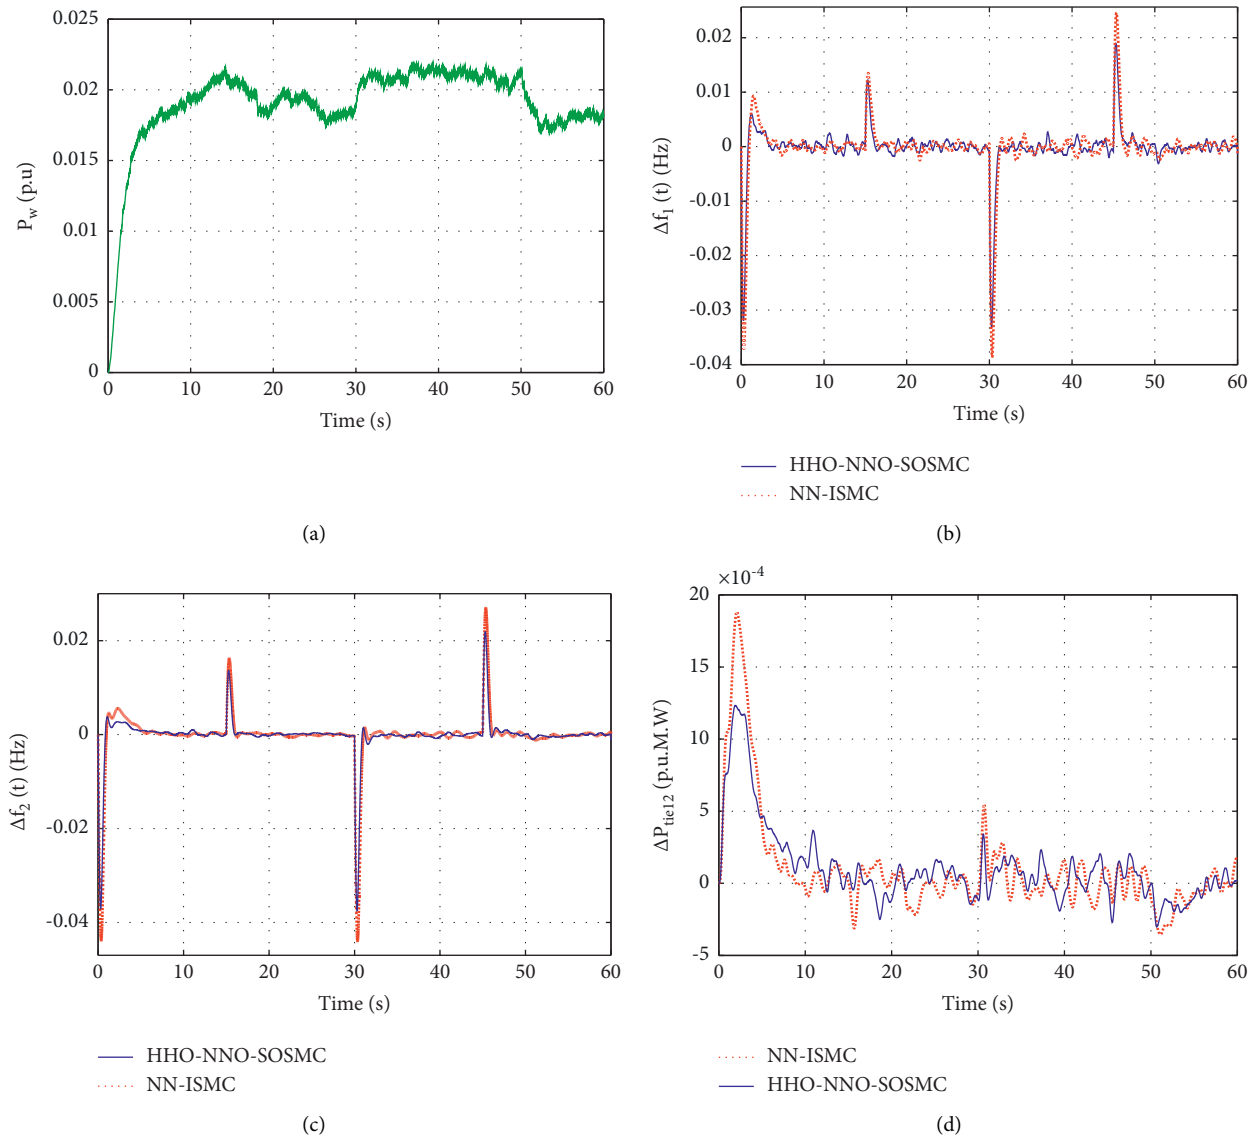 0.025
0.02
0.015
0.01
0.005
0
P_w (p.u)
0 10 20 30 40 50 60
Time (s)
(a)
0.02
0.01
0
-0.01
-0.02
-0.03
-0.04
Δf_1 (t) (Hz)
0 10 20 30 40 50 60
Time (s)
HHO-NNO-SOSMC
NN-ISMC
(b)
0.02
0
-0.02
-0.04
Δf_2 (t) (Hz)
0 10 20 30 40 50 60
Time (s)
HHO-NNO-SOSMC
NN-ISMC
(c)
×10^-4
20
15
10
5
0
-5
ΔP_tie12 (p.u.M.W)
0 10 20 30 40 50 60
Time (s)
NN-ISMC
HHO-NNO-SOSMC
(d)